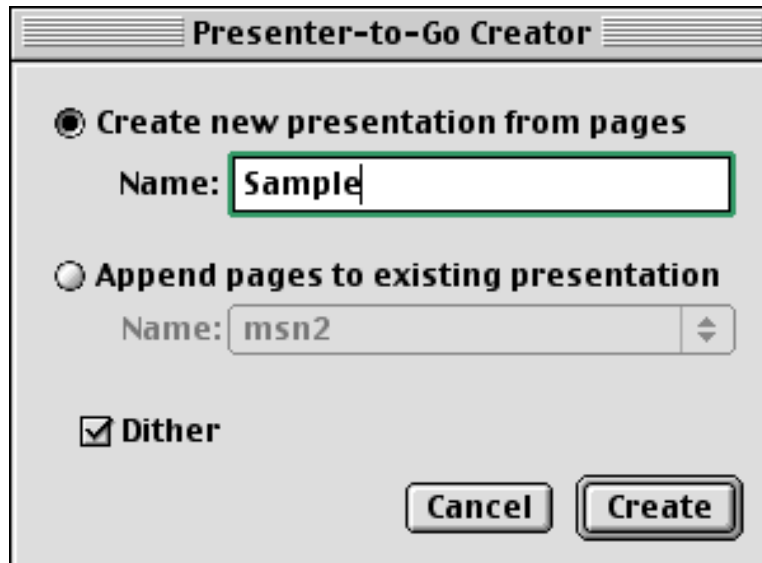 Presenter-to-Go Creator
Create new presentation from pages
Name: Sample
Append pages to existing presentation
Name: msn2
Dither
Cancel Create